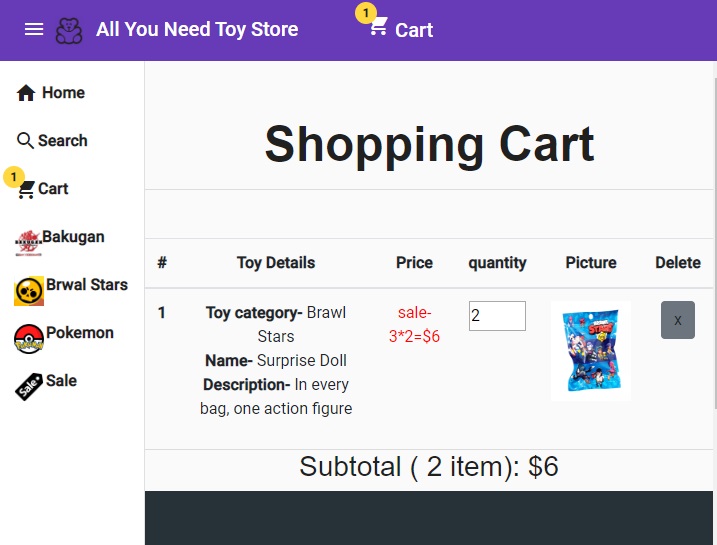 1
All You Need Toy Store
Cart
Home
Search
1
Cart
Bakugan
Brwal Stars
Pokemon
Sale
Sale
Shopping Cart
# Toy Details Price quantity Picture Delete
1
Toy category- Brawl
Stars
Name- Surprise Doll
Description- In every
bag, one action figure
sale-
3*2=$6
2
STARS
x
Subtotal ( 2 item): $6